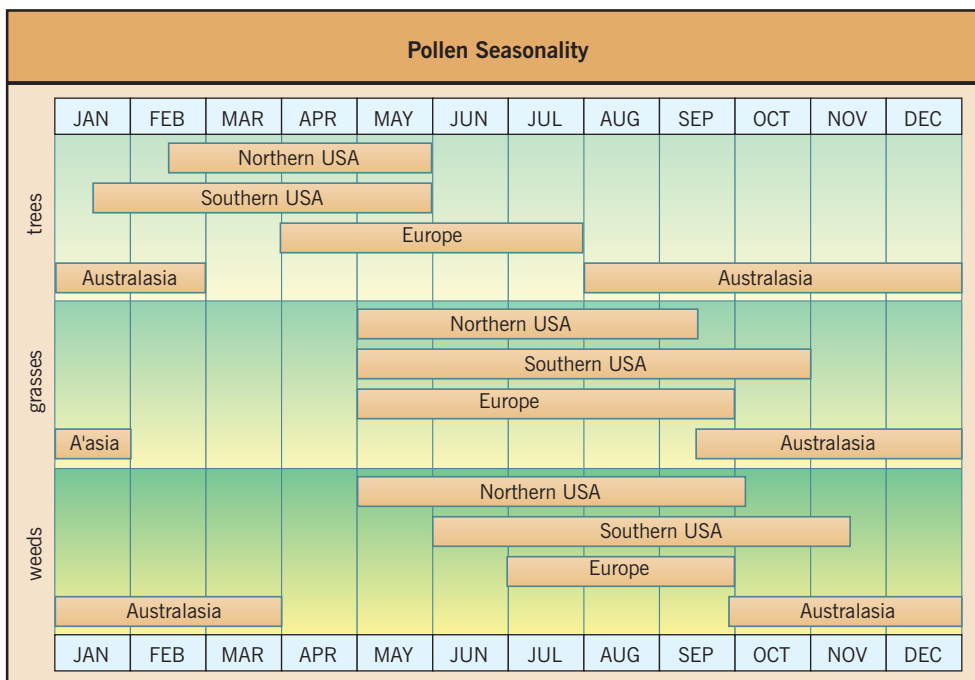 Pollen Seasonality
JAN FEB MAR APR MAY JUN JUL AUG SEP OCT NOV DEC
trees
Northern USA
Southern USA
Europe
Australasia Australasia
grasses
Northern USA
Southern USA
Europe
A'asia Australasia
weeds
Northern USA
Southern USA
Europe
Australasia Australasia
JAN FEB MAR APR MAY JUN JUL AUG SEP OCT NOV DEC